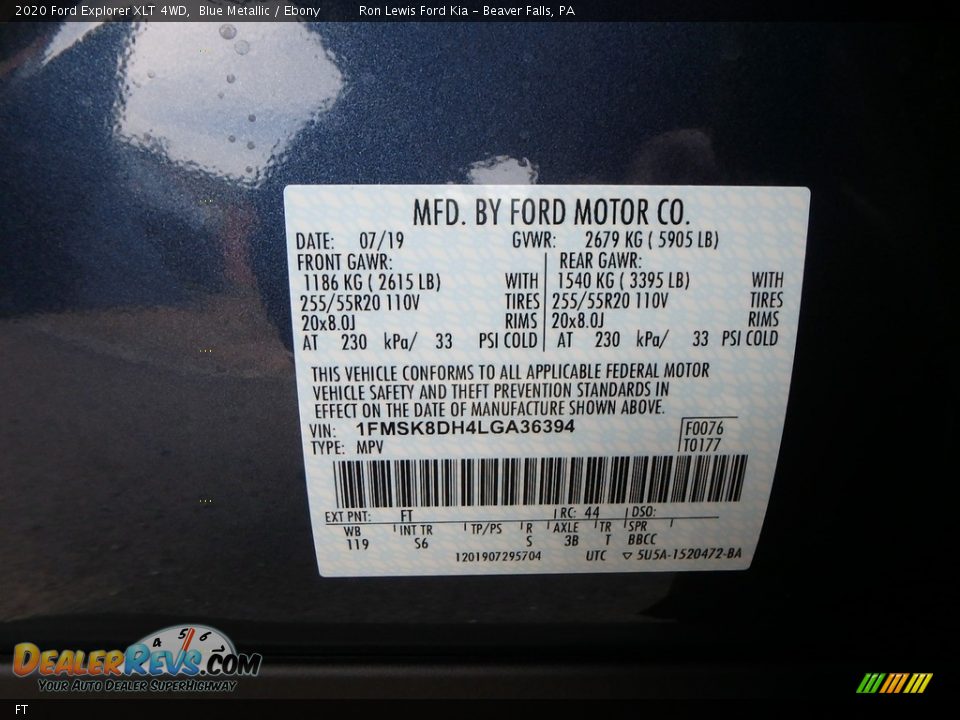 2020 Ford Explorer XLT 4WD, Blue Metallic / Ebony Ron Lewis Ford Kia - Beaver Falls, PA
MFD. BY FORD MOTOR CO.
DATE: 07/19 GVWR: 2679 KG ( 5905 LB)
FRONT GAWR: REAR GAWR:
1186 KG ( 2615 LB) WITH 1540 KG ( 3395 LB) WITH
255/55R20 110V TIRES 255/55R20 110V TIRES
20x8.0J RIMS 20x8.0J RIMS
AT 230 kPa/ 33 PSI COLD AT 230 kPa/ 33 PSI COLD
THIS VEHICLE CONFORMS TO ALL APPLICABLE FEDERAL MOTOR
VEHICLE SAFETY AND THEFT PREVENTION STANDARDS IN
EFFECT ON THE DATE OF MANUFACTURE SHOWN ABOVE.
VIN: 1FMSK8DH4LGA36394 F0076
TYPE: MPV T0177
EXT PNT: FT RC: 44 DSO:
WB INT TR TP/PS R AXLE TR SPR
119 S6 S 3B T BBCC
1201907295704 UTC ▽ 5U5A-1520472-BA
4 5 6
DealerRevs.com
Your Auto Dealer SuperHighway
FT